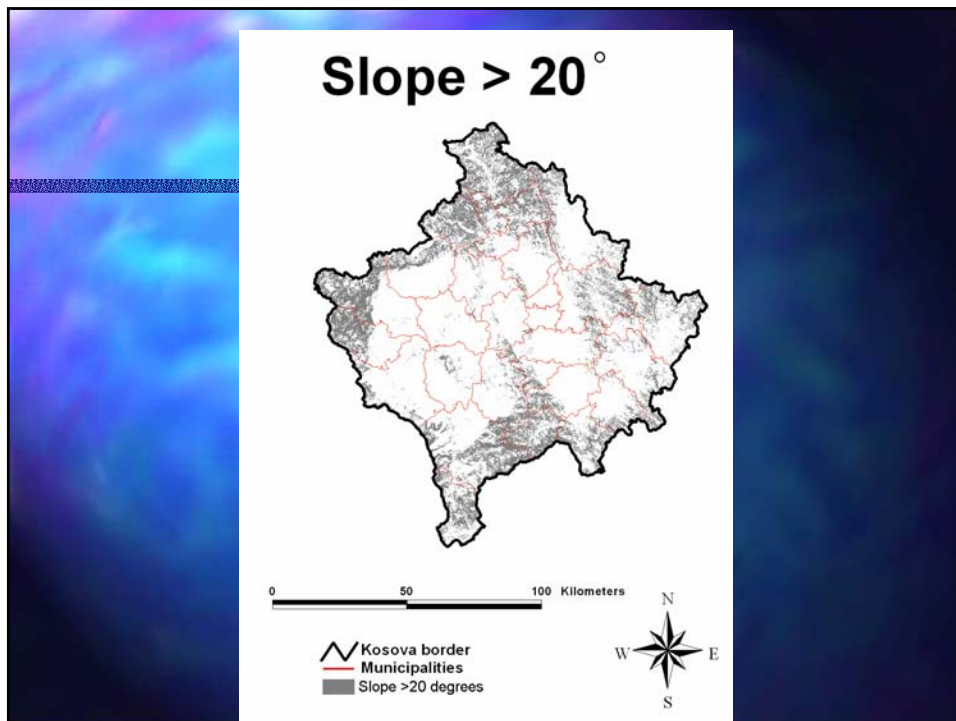 Slope > 20°
0 50 100 Kilometers
N
W E
S
Kosova border
Municipalities
Slope >20 degrees